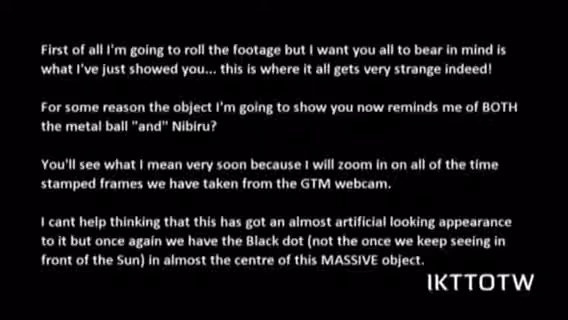 First of all I'm going to roll the footage but I want you all to bear in mind is
what I've just showed you... this is where it all gets very strange indeed!
For some reason the object I'm going to show you now reminds me of BOTH
the metal ball "and" Nibiru?
You'll see what I mean very soon because I will zoom in on all of the time
stamped frames we have taken from the GTM webcam.
I cant help thinking that this has got an almost artificial looking appearance
to it but once again we have the Black dot (not the once we keep seeing in
front of the Sun) in almost the centre of this MASSIVE object.
IKTTOTW